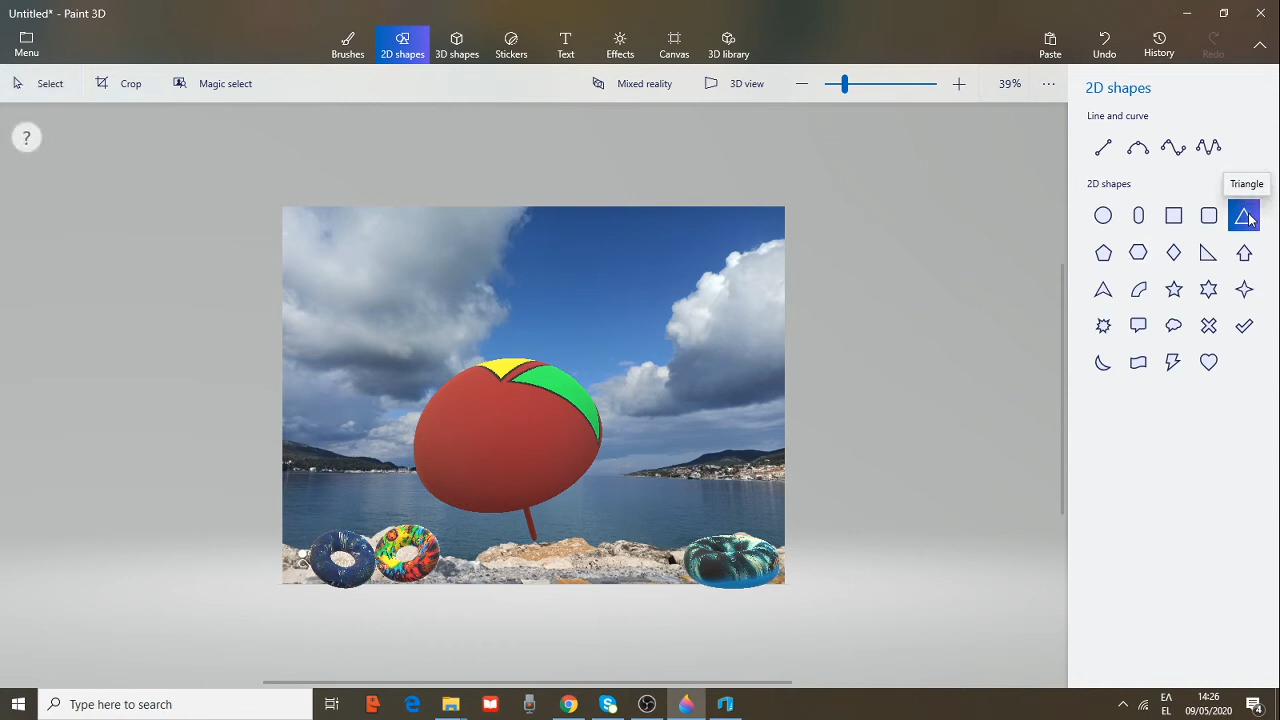 Untitled* - Paint 3D
Menu
Brushes
2D shapes
3D shapes
Stickers
Text
Effects
Canvas
3D library
Paste
Undo
History
Redo
Select
Crop
Magic select
Mixed reality
3D view
39%
2D shapes
Line and curve
2D shapes
Triangle
?
Type here to search
ΕΛ
EL
14:26
09/05/2020
4